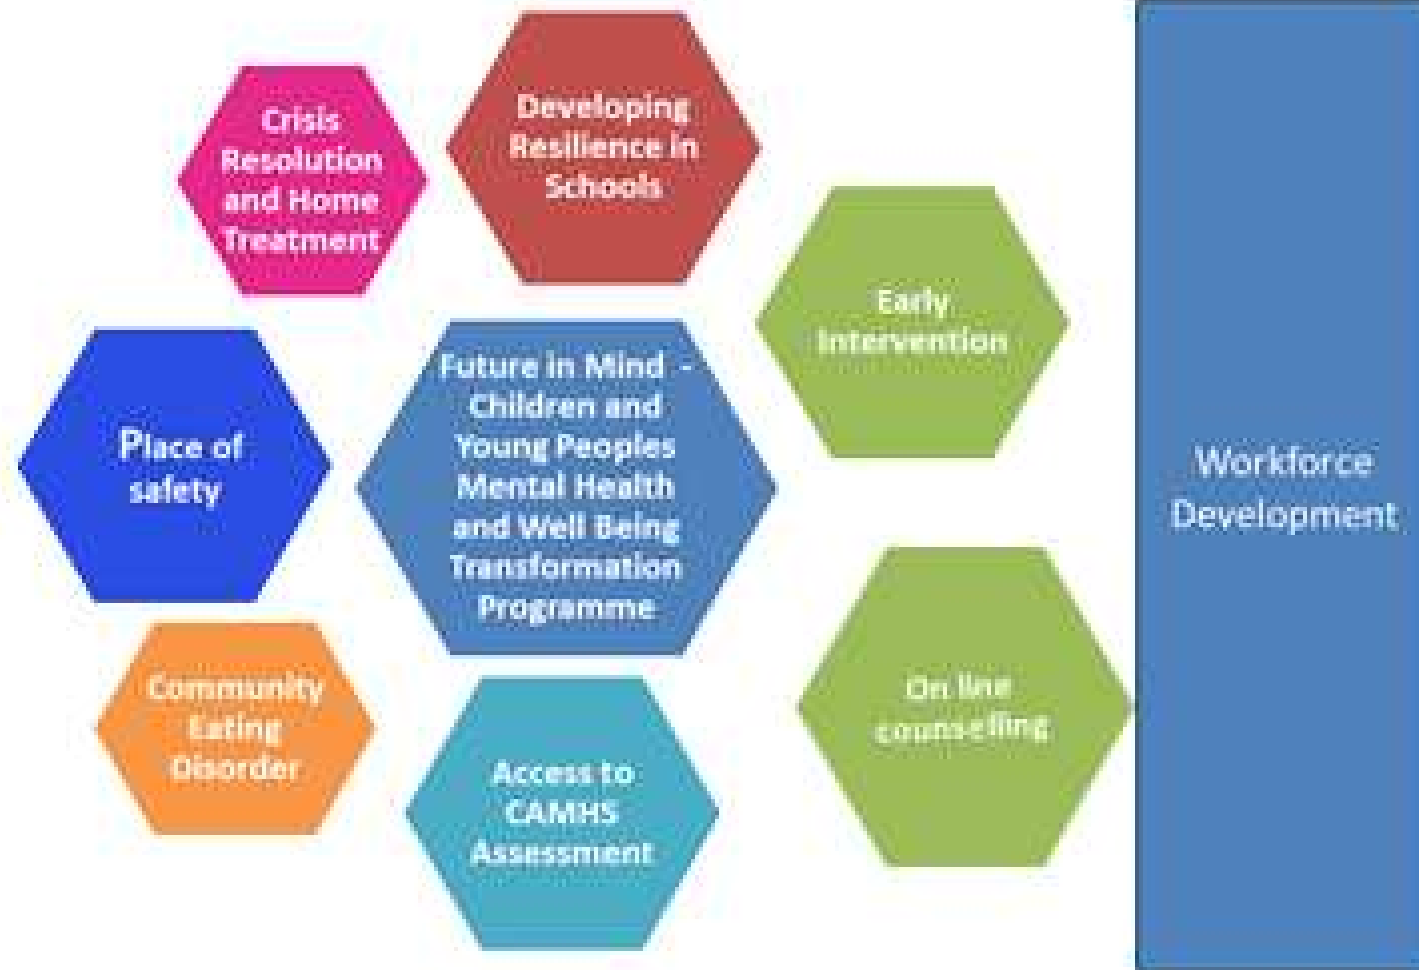 Crisis
Resolution
and Home
Treatment
Developing
Resilience in
Schools
Early
Intervention
Future in Mind -
Children and
Young Peoples
Mental Health
and Well Being
Transformation
Programme
Place of
safety
Community
Eating
Disorder
Access to
CAMHS
Assessment
On line
counselling
Workforce
Development